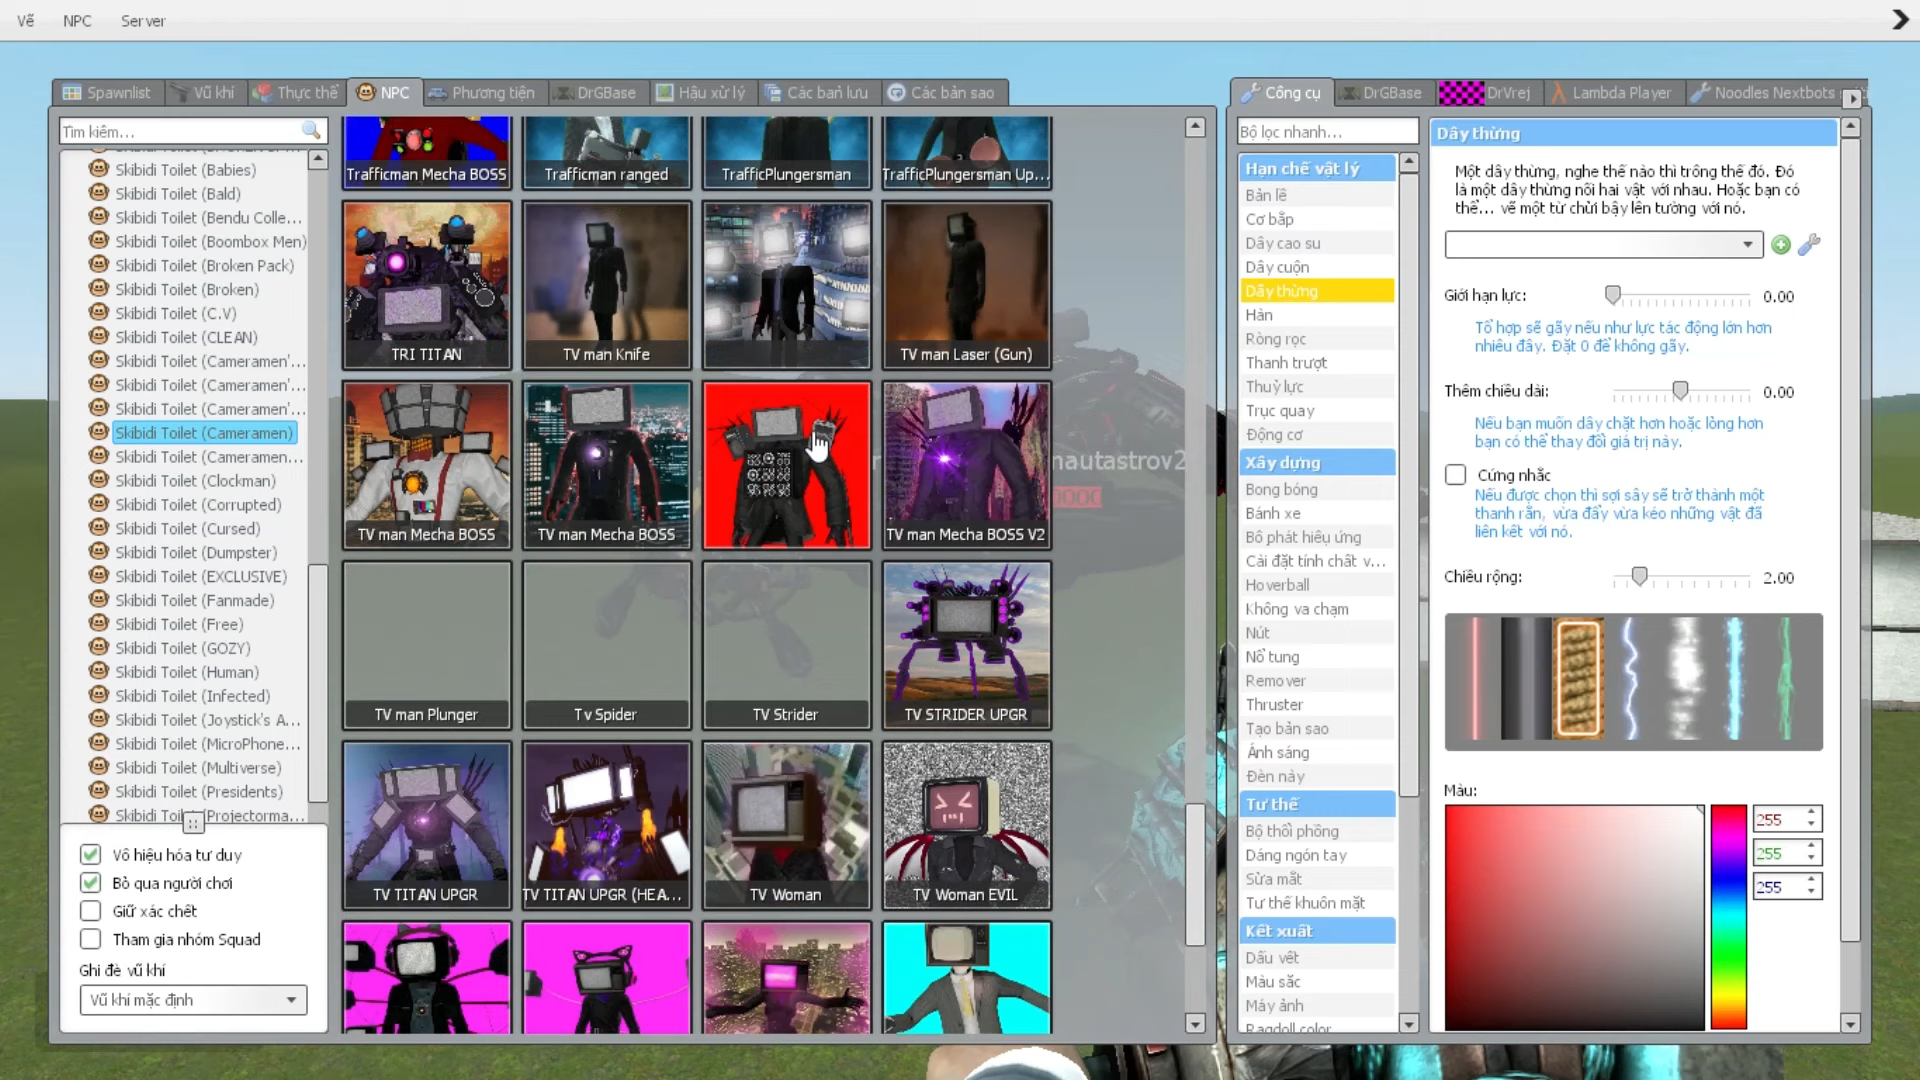 Vẽ NPC Server
Spawnlist Vũ khí Thực thể NPC Phương tiện DrGBase Hậu xử lý Các bản lưu Các bản sao
Công cụ DrGBase DrVrej Lambda Player Noodles Nextbots
Tìm kiếm...
Skibidi Toilet (Babies)
Skibidi Toilet (Bald)
Skibidi Toilet (Bendu Colle...
Skibidi Toilet (Boombox Men)
Skibidi Toilet (Broken Pack)
Skibidi Toilet (Broken)
Skibidi Toilet (C.V)
Skibidi Toilet (CLEAN)
Skibidi Toilet (Cameramen'...
Skibidi Toilet (Cameramen'...
Skibidi Toilet (Cameramen'...
Skibidi Toilet (Cameramen)
Skibidi Toilet (Cameramen...
Skibidi Toilet (Clockman)
Skibidi Toilet (Corrupted)
Skibidi Toilet (Cursed)
Skibidi Toilet (Dumpster)
Skibidi Toilet (EXCLUSIVE)
Skibidi Toilet (Fanmade)
Skibidi Toilet (Free)
Skibidi Toilet (GOZY)
Skibidi Toilet (Human)
Skibidi Toilet (Infected)
Skibidi Toilet (Joystick's A...
Skibidi Toilet (MicroPhone...
Skibidi Toilet (Multiverse)
Skibidi Toilet (Presidents)
Skibidi (Projectorma...
Vô hiệu hóa tư duy
Bỏ qua người chơi
Giữ xác chết
Tham gia nhóm Squad
Ghi đè vũ khí
Vũ khí mặc định
Trafficman Mecha BOSS Trafficman ranged TrafficPlungersman TrafficPlungersman Up...
TRI TITAN TV man Knife TV man Laser (Gun)
TV man Mecha BOSS TV man Mecha BOSS TV man Mecha BOSS V2
TV man Plunger Tv Spider TV Strider TV STRIDER UPGR
TV TITAN UPGR TV TITAN UPGR (HEA... TV Woman TV Woman EVIL
nautastrov2
Bộ lọc nhanh...
Hạn chế vật lý
Bản lề
Cơ bắp
Dây cao su
Dây cuộn
Dây thừng
Hàn
Ròng rọc
Thanh trượt
Thuỷ lực
Trục quay
Động cơ
Xây dựng
Bong bóng
Bánh xe
Bộ phát hiệu ứng
Cài đặt tính chất v...
Hoverball
Không va chạm
Nút
Nổ tung
Remover
Thruster
Tạo bản sao
Ánh sáng
Đèn này
Tư thế
Bộ thổi phồng
Dáng ngón tay
Sửa mắt
Tư thế khuôn mặt
Kết xuất
Dấu vết
Màu sắc
Máy ảnh
Ragdoll color
Dây thừng
Một dây thừng, nghe thế nào thì trông thế đó. Đó
là một dây thừng nối hai vật với nhau. Hoặc bạn có
thể... vẽ một từ chửi bậy lên tường với nó.
Giới hạn lực: 0.00
Tổ hợp sẽ gãy nếu như lực tác động lớn hơn
nhiêu đây. Đặt 0 để không gãy.
Thêm chiều dài: 0.00
Nếu bạn muốn dây chặt hơn hoặc lỏng hơn
bạn có thể thay đổi giá trị này.
Cứng nhắc
Nếu được chọn thì sợi sây sẽ trở thành một
thanh rắn, vừa đẩy vừa kéo những vật đã
liên kết với nó.
Chiều rộng: 2.00
Màu:
255
255
255